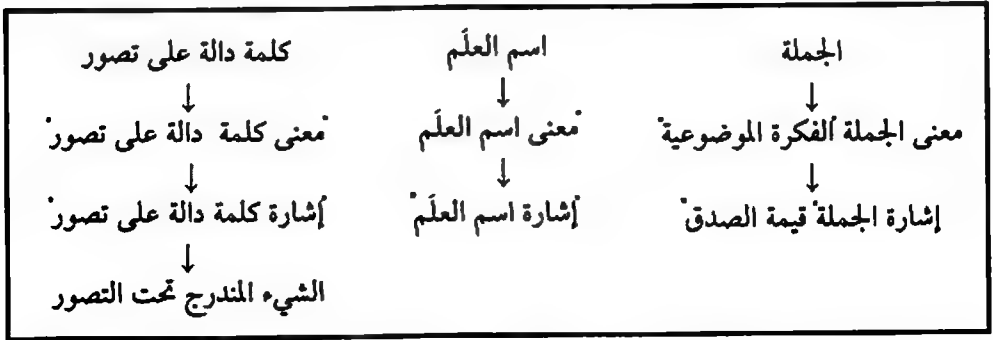 الجملة
↓
معنى الجملة "الفكرة الموضوعية"
↓
إشارة الجملة "قيمة الصدق"
اسم العلَم
↓
"معنى اسم العلَم
↓
"إشارة اسم العلَم"
كلمة دالة على تصور
↓
"معنى كلمة دالة على تصور"
↓
"إشارة كلمة دالة على تصور"
↓
الشيء المندرج تحت التصور